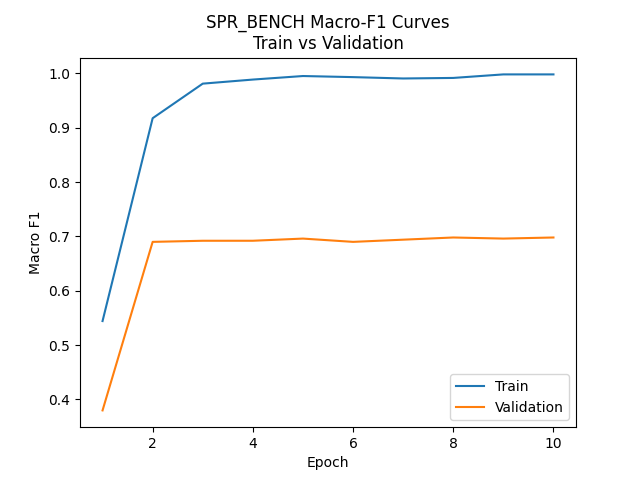 SPR_BENCH Macro-F1 Curves
Train vs Validation
1.0
0.9
0.8
0.7
0.6
0.5
0.4
Macro F1
2
4
6
8
10
Epoch
Train
Validation